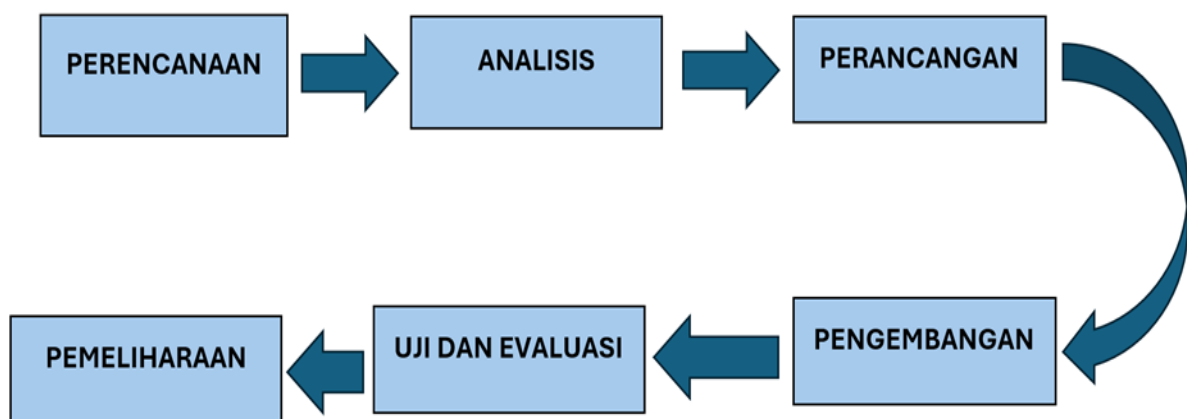 PERENCANAAN
ANALISIS
PERANCANGAN
PENGEMBANGAN
UJI DAN EVALUASI
PEMELIHARAAN